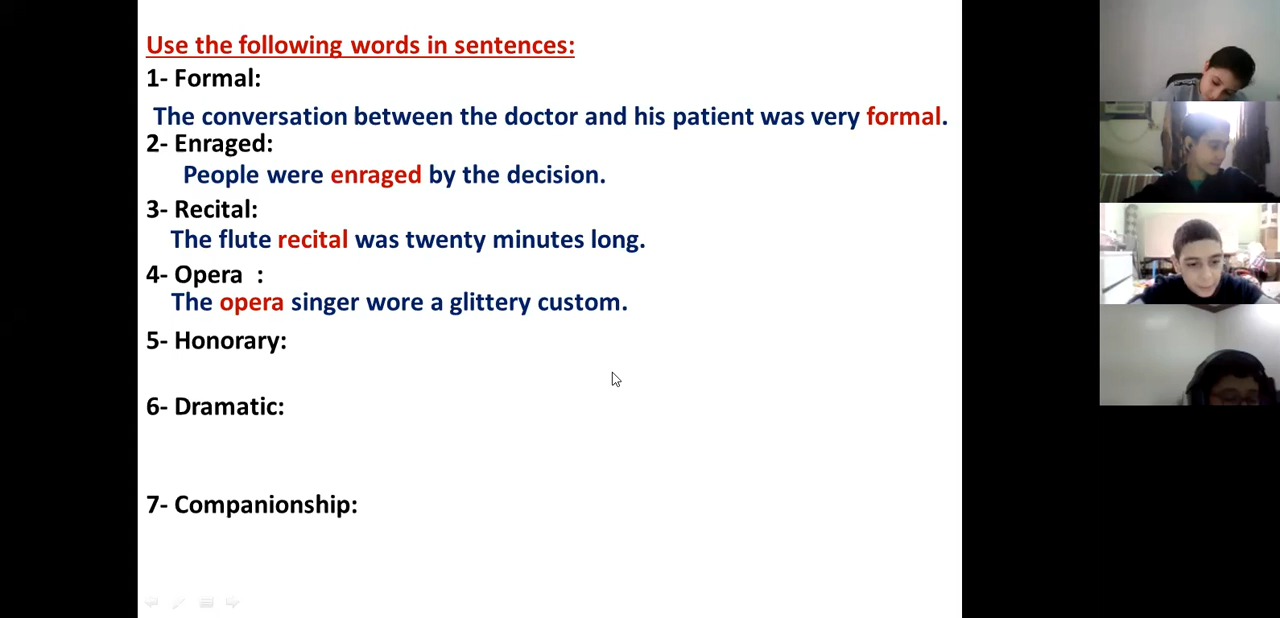 Use the following words in sentences:
1- Formal:
The conversation between the doctor and his patient was very formal.
2- Enraged:
People were enraged by the decision.
3- Recital:
The flute recital was twenty minutes long.
4- Opera :
The opera singer wore a glittery custom.
5- Honorary:
6- Dramatic:
7- Companionship: